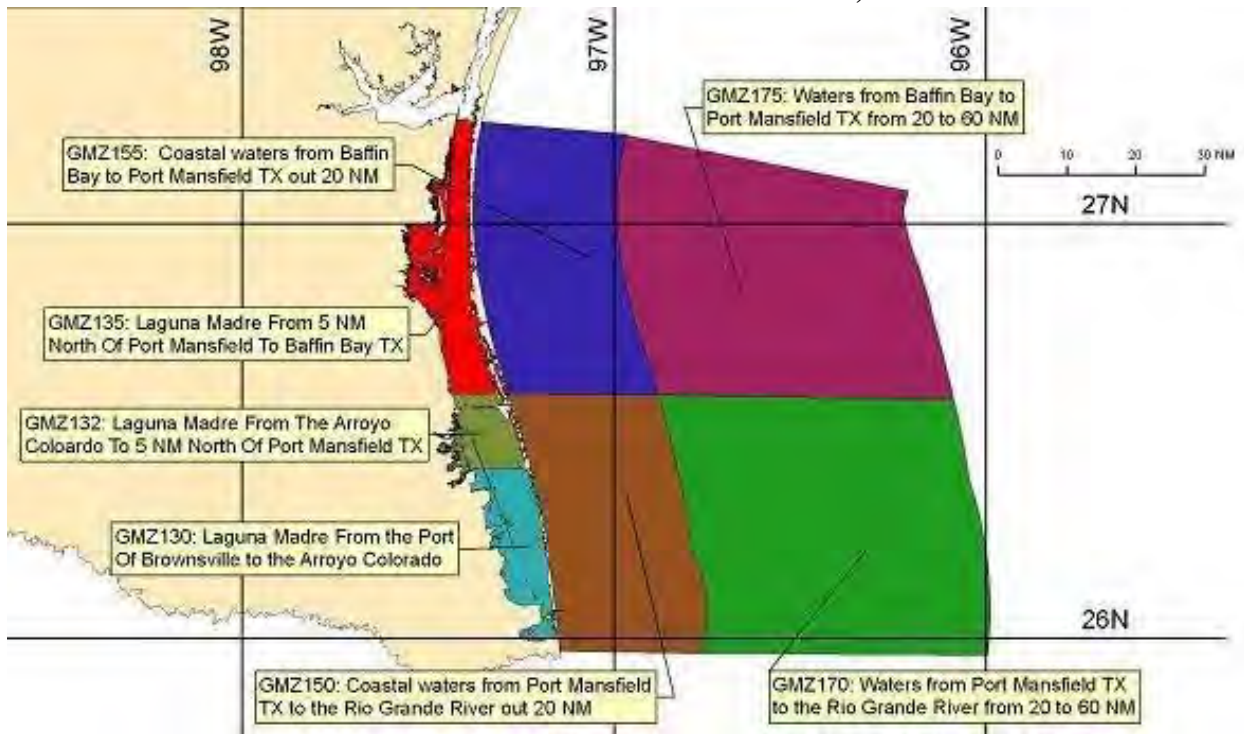 98W
97W
96W
GMZ175: Waters from Baffin Bay to
Port Mansfield TX from 20 to 60 NM
GMZ155: Coastal waters from Baffin
Bay to Port Mansfield TX out 20 NM
0 10 20 30 NM
27N
GMZ135: Laguna Madre From 5 NM
North Of Port Mansfield To Baffin Bay TX
GMZ132: Laguna Madre From The Arroyo
Coloardo To 5 NM North Of Port Mansfield TX
GMZ130: Laguna Madre From the Port
Of Brownsville to the Arroyo Colorado
26N
GMZ150: Coastal waters from Port Mansfield
TX to the Rio Grande River out 20 NM
GMZ170: Waters from Port Mansfield TX
to the Rio Grande River from 20 to 60 NM